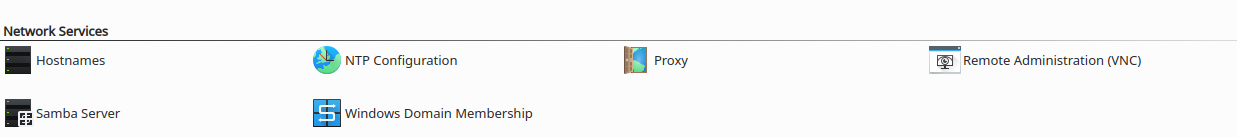 Network Services
Hostnames
NTP Configuration
Proxy
Remote Administration (VNC)
Samba Server
Windows Domain Membership